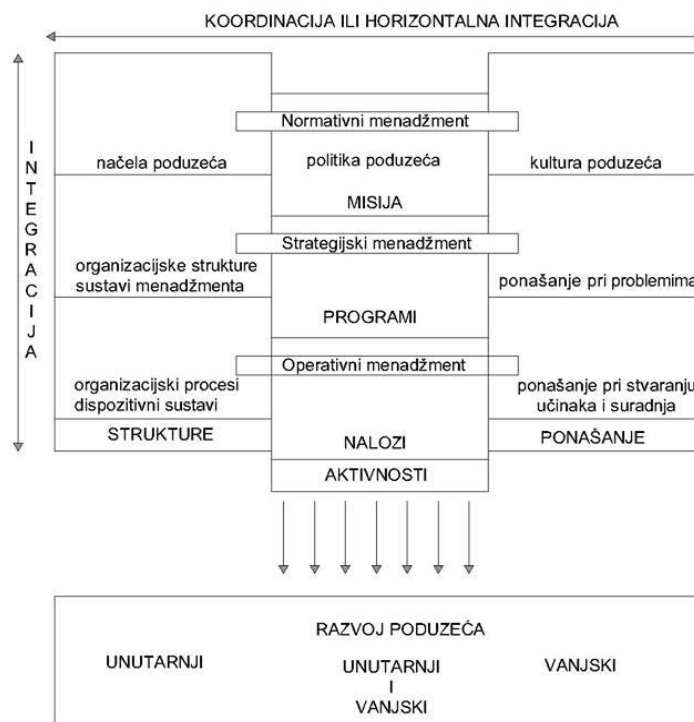 KOORDINACIJA ILI HORIZONTALNA INTEGRACIJA
INTEGRACIJA
Normativni menadžment
načela poduzeća
politika poduzeća
kultura poduzeća
MISIJA
Strategijski menadžment
organizacijske strukture
sustavi menadžmenta
ponašanje pri problemima
PROGRAMI
Operativni menadžment
organizacijski procesi
dispozitivni sustavi
ponašanje pri stvaranju
učinaka i suradnja
STRUKTURE
NALOZI
PONAŠANJE
AKTIVNOSTI
RAZVOJ PODUZEĆA
UNUTARNJI
UNUTARNJI
I
VANJSKI
VANJSKI